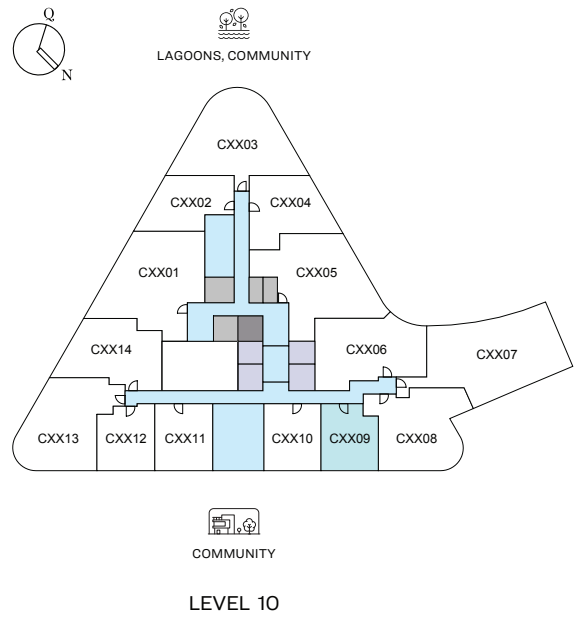 Q
N
LAGOONS, COMMUNITY
CXX03
CXX02
CXX04
CXX01
CXX05
CXX14
CXX06
CXX07
CXX13
CXX12
CXX11
CXX10
CXX09
CXX08
COMMUNITY
LEVEL 10